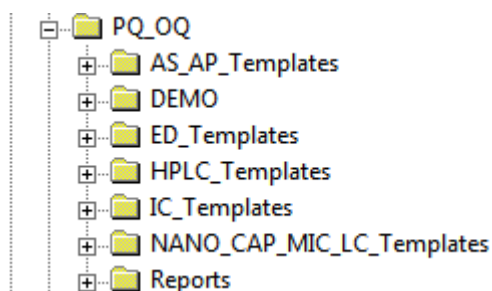 PQ_OQ
AS_AP_Templates
DEMO
ED_Templates
HPLC_Templates
IC_Templates
NANO_CAP_MIC_LC_Templates
Reports